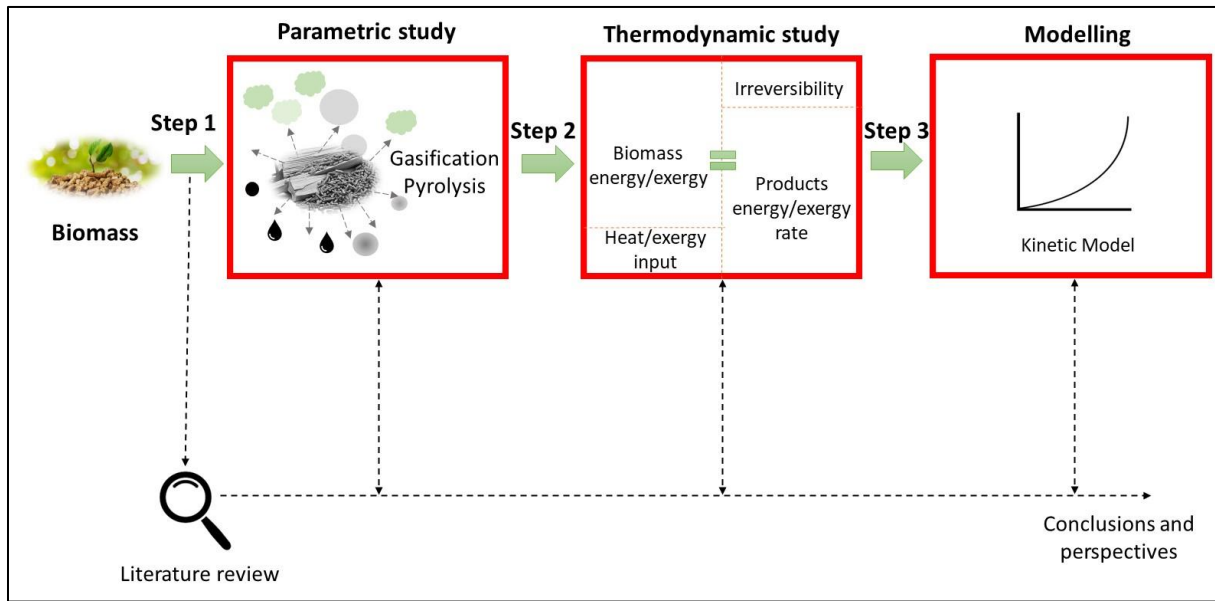 Parametric study
Thermodynamic study
Modelling
Step 1
Step 2
Step 3
Biomass
Gasification
Pyrolysis
Irreversibility
Biomass
energy/exergy
Products
energy/exergy
rate
Heat/exergy
input
Kinetic Model
Literature review
Conclusions and
perspectives